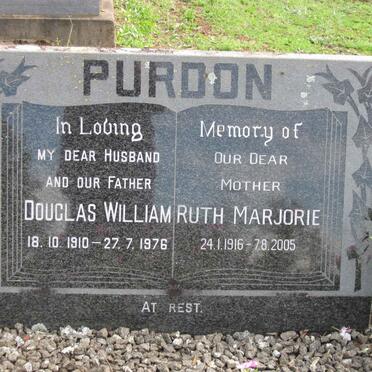 PURDON
In Loving
MY DEAR HUSBAND
AND OUR FATHER
DOUGLAS WILLIAM
18. 10. 1910 – 27. 7. 1976
Memory of
OUR DEAR
MOTHER
RUTH MARJORIE
24.1.1916 - 7.8.2005
AT REST.